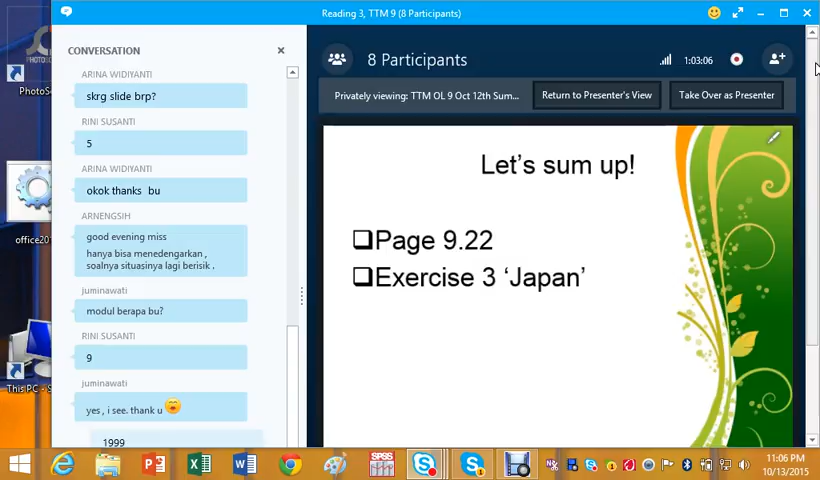 Reading 3, TTM 9 (8 Participants)
PhotoSc
office20
This PC - S
CONVERSATION
ARINA WIDIYANTI
skrg slide brp?
RINI SUSANTI
5
ARINA WIDIYANTI
okok thanks bu
ARNENGSIH
good evening miss
hanya bisa menedengarkan ,
soalnya situasinya lagi berisik .
juminawati
modul berapa bu?
RINI SUSANTI
9
juminawati
yes , i see. thank u
1999
8 Participants
1:03:06
Privately viewing: TTM OL 9 Oct 12th Sum...
Return to Presenter's View
Take Over as Presenter
Let's sum up!
Page 9.22
Exercise 3 'Japan'
SPSS
11:06 PM
10/13/2015